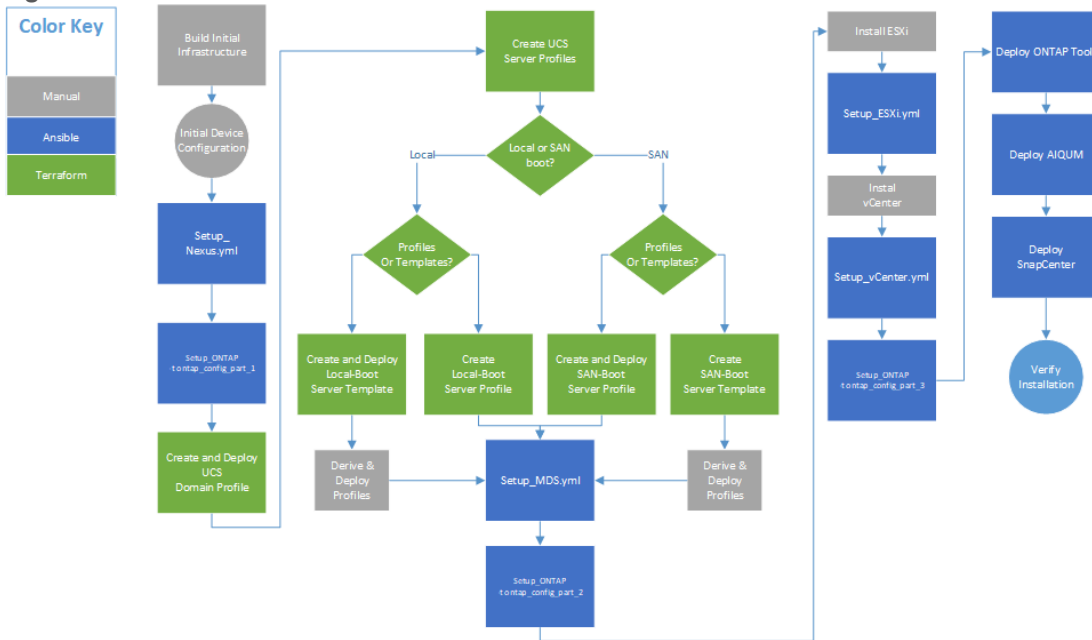 Color Key
Manual
Ansible
Terraform
Build Initial
Infrastructure
Initial Device
Configuration
Setup_
Nexus.yml
Setup_ONTAP
-t ontap_config_part_1
Create and Deploy
UCS
Domain Profile
Create UCS
Server Profiles
Local or SAN
boot?
Local
SAN
Profiles
Or Templates?
Profiles
Or Templates?
Create and Deploy
Local-Boot
Server Template
Create
Local-Boot
Server Profile
Create and Deploy
SAN-Boot
Server Profile
Create
SAN-Boot
Server Template
Derive &
Deploy
Profiles
Setup_MDS.yml
Derive &
Deploy
Profiles
Setup_ONTAP
-t ontap_config_part_2
Install ESXi
Setup_ESXi.yml
Instal
vCenter
Setup_vCenter.yml
Setup_ONTAP
-t ontap_config_part_3
Deploy ONTAP Tool
Deploy AIQUM
Deploy
SnapCenter
Verify
Installation